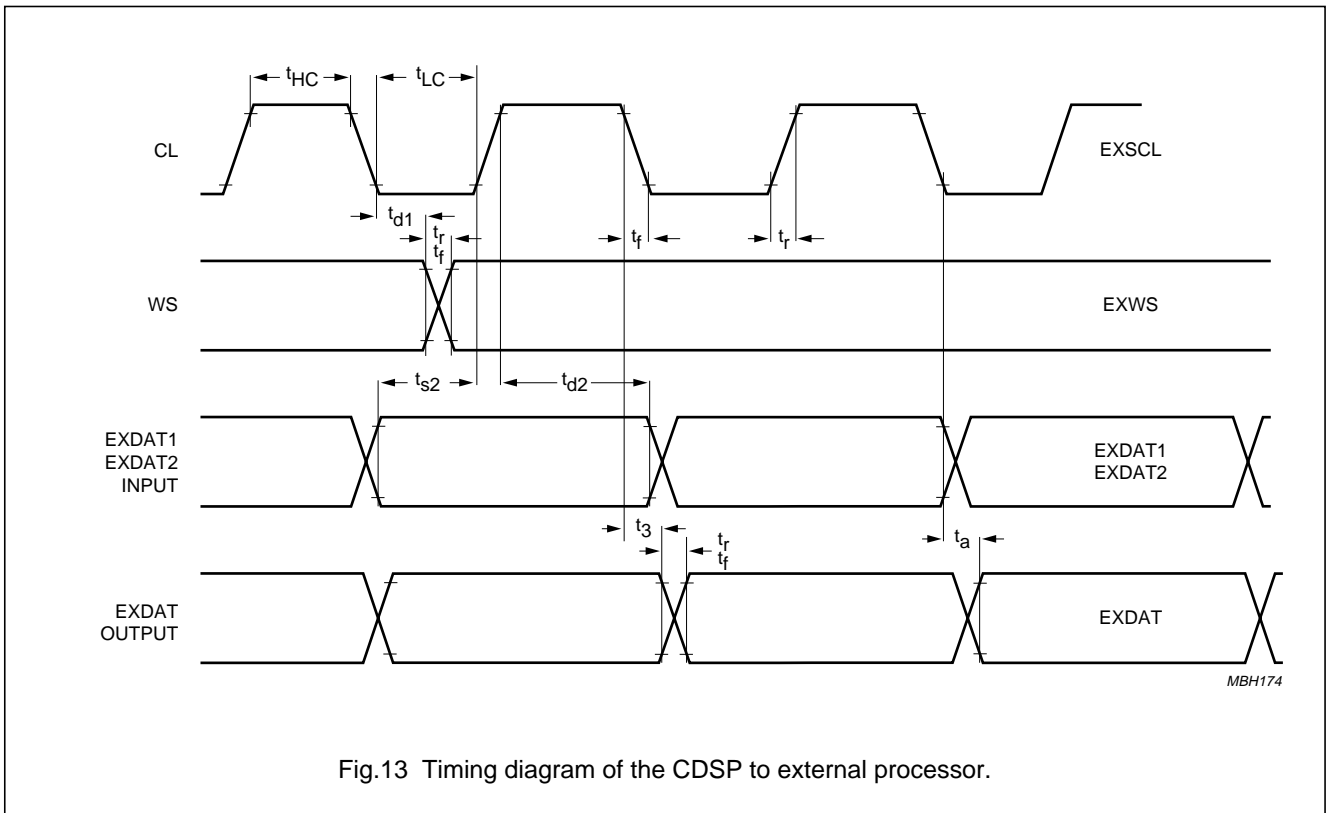 tHC
tLC
CL
EXSCL
td1
tr
tf
tf
tr
WS
EXWS
ts2
td2
EXDAT1
EXDAT2
INPUT
EXDAT1
EXDAT2
t3
tr
tf
ta
EXDAT
OUTPUT
EXDAT
MBH174
Fig.13 Timing diagram of the CDSP to external processor.